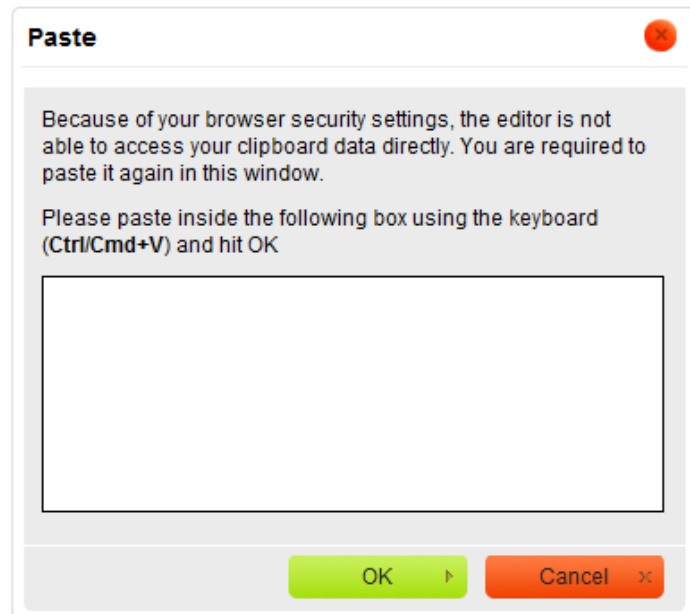 Paste
Because of your browser security settings, the editor is not
able to access your clipboard data directly. You are required to
paste it again in this window.
Please paste inside the following box using the keyboard
(Ctrl/Cmd+V) and hit OK
OK
Cancel